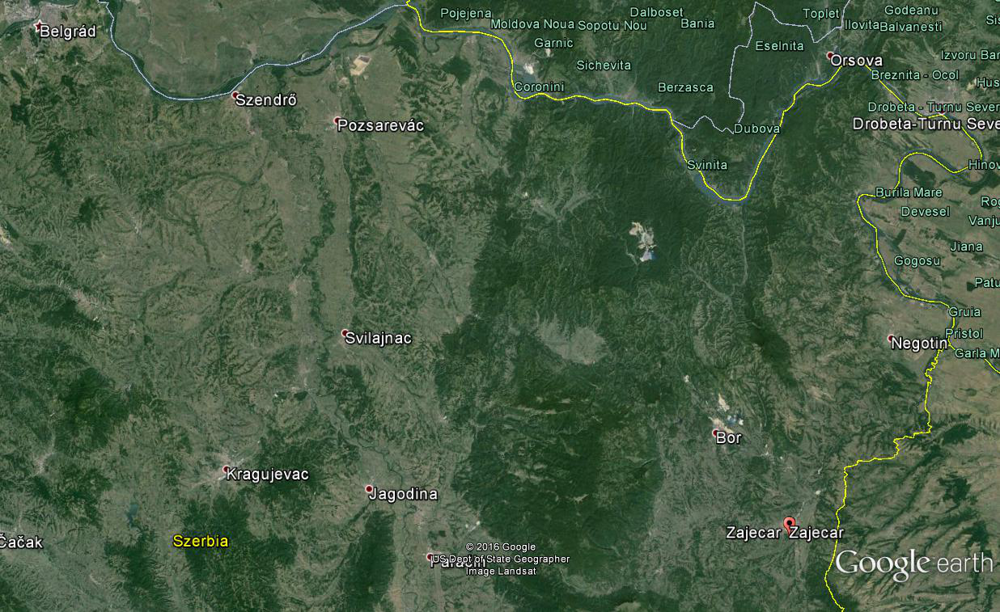 Pojejena
Dalboset
Toplet
Godeanu
Belgrád
Moldova Noua
Sopotu Nou
Bania
Ilovita
Balvanesti
Garnic
Eselnita
Sichevita
Orsova
Izvoru Bar
Breznita - Ocol
Hus
Coronini
Berzasca
Szendrő
Drobeta - Turnu Sever
Pozsarevác
Dubova
Drobeta-Turnu Seve
Svinita
Hinov
Burila Mare
Devesel
Rog
Vanju
Jiana
Gogosu
Patu
Gruia
Svilajnac
Pristol
Negotin
Garla M
Bor
Kragujevac
Jagodina
Zajecar
Zajecar
Čačak
Szerbia
© 2016 Google
US Dept of State Geographer
Image Landsat
Google earth